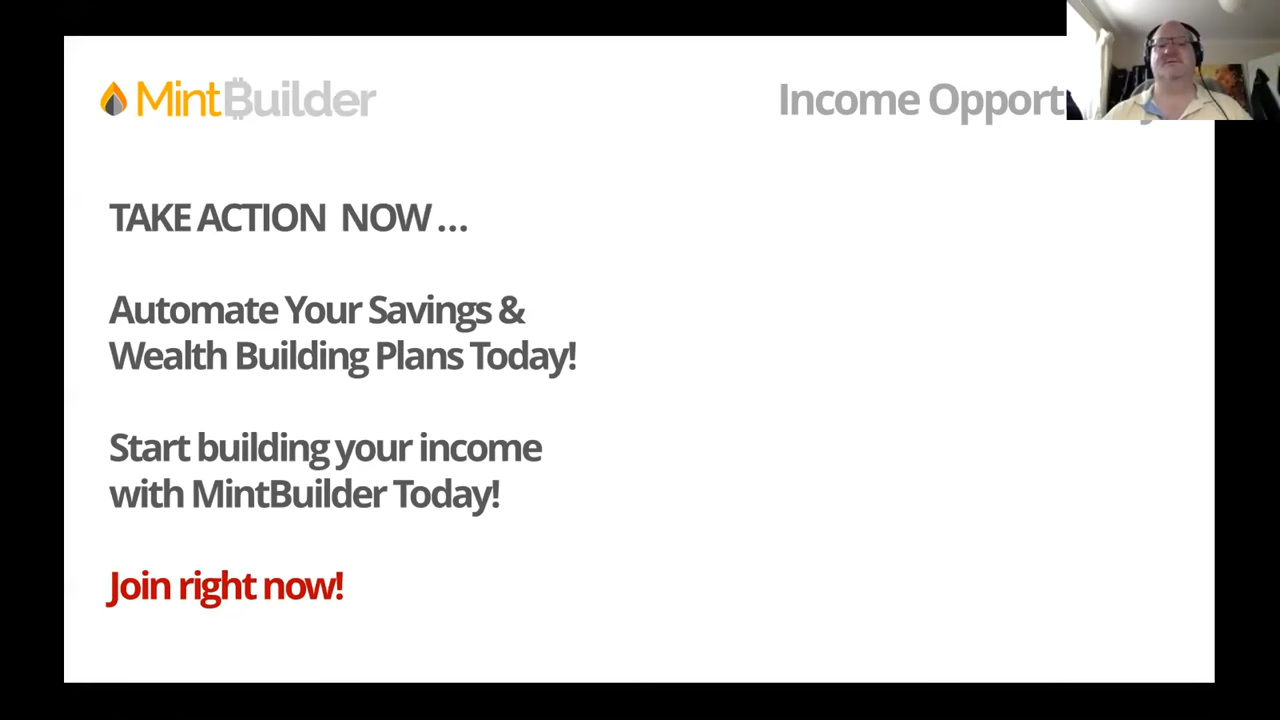 MintBuilder
Income Opport
TAKE ACTION NOW ...
Automate Your Savings &
Wealth Building Plans Today!
Start building your income
with MintBuilder Today!
Join right now!